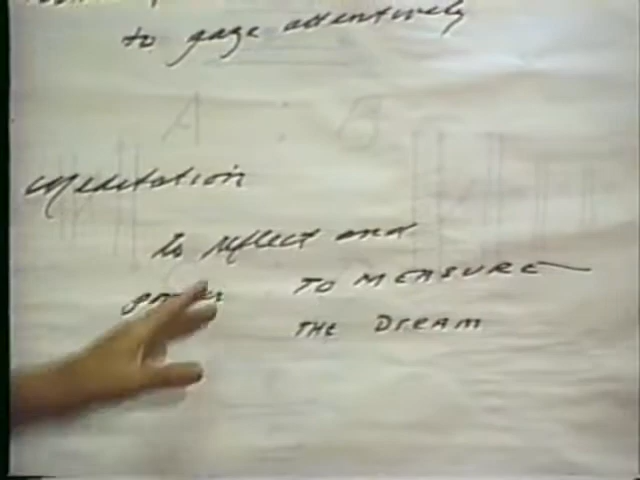 to gaze attentively
A : B
Meditation
to reflect and
TO MEASURE
THE DREAM